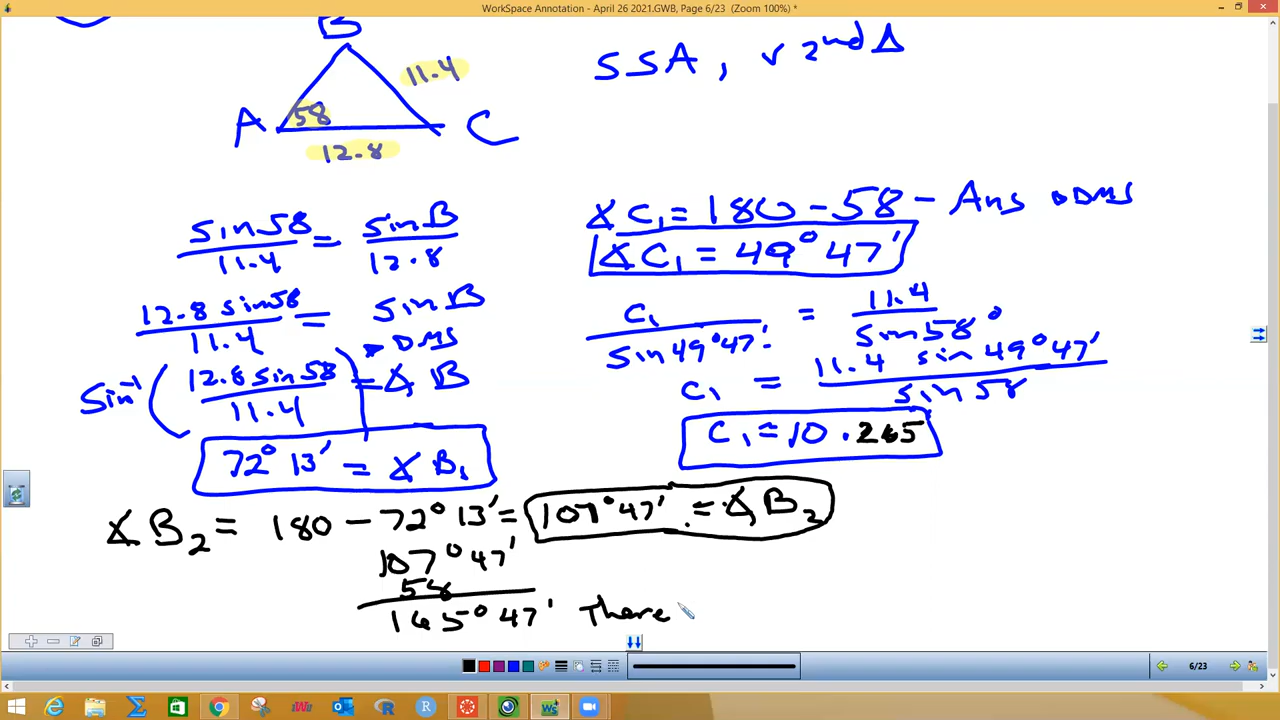 WorkSpace Annotation - April 26 2021.GWB, Page 6/23 (Zoom 100%) *
B
SSA, √ 2nd Δ
11.4
A 58 C
12.8
sin58/11.4 = sinB/12.8
12.8 sin58/11.4 = sinB
▸ DMS
Sin⁻¹(12.8 sin58/11.4) = ∡B
72° 13' = ∡B₁
∡C₁ = 180 - 58 - Ans ▸DMS
∡C₁ = 49° 47'
C₁/sin49°47' = 11.4/sin58°
C₁ = 11.4 sin49°47'/sin58
C₁ ≈ 10.265
∡B₂ = 180 - 72° 13' = 107° 47' = ∡B₂
107° 47'
58
165° 47' There
6/23